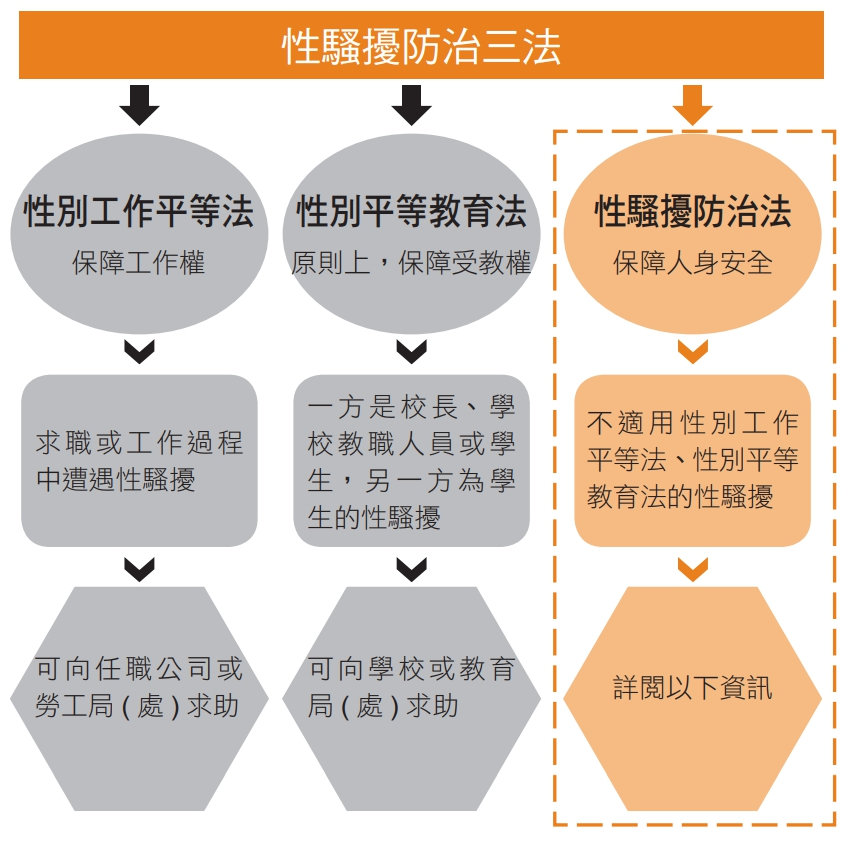 性騷擾防治三法
性別工作平等法
保障工作權
求職或工作過程
中遭遇性騷擾
可向任職公司或
勞工局(處)求助
性別平等教育法
原則上，保障受教權
一方是校長、學
校教職人員或學
生，另一方為學
生的性騷擾
可向學校或教育
局(處)求助
性騷擾防治法
保障人身安全
不適用性別工作
平等法、性別平等
教育法的性騷擾
詳閱以下資訊